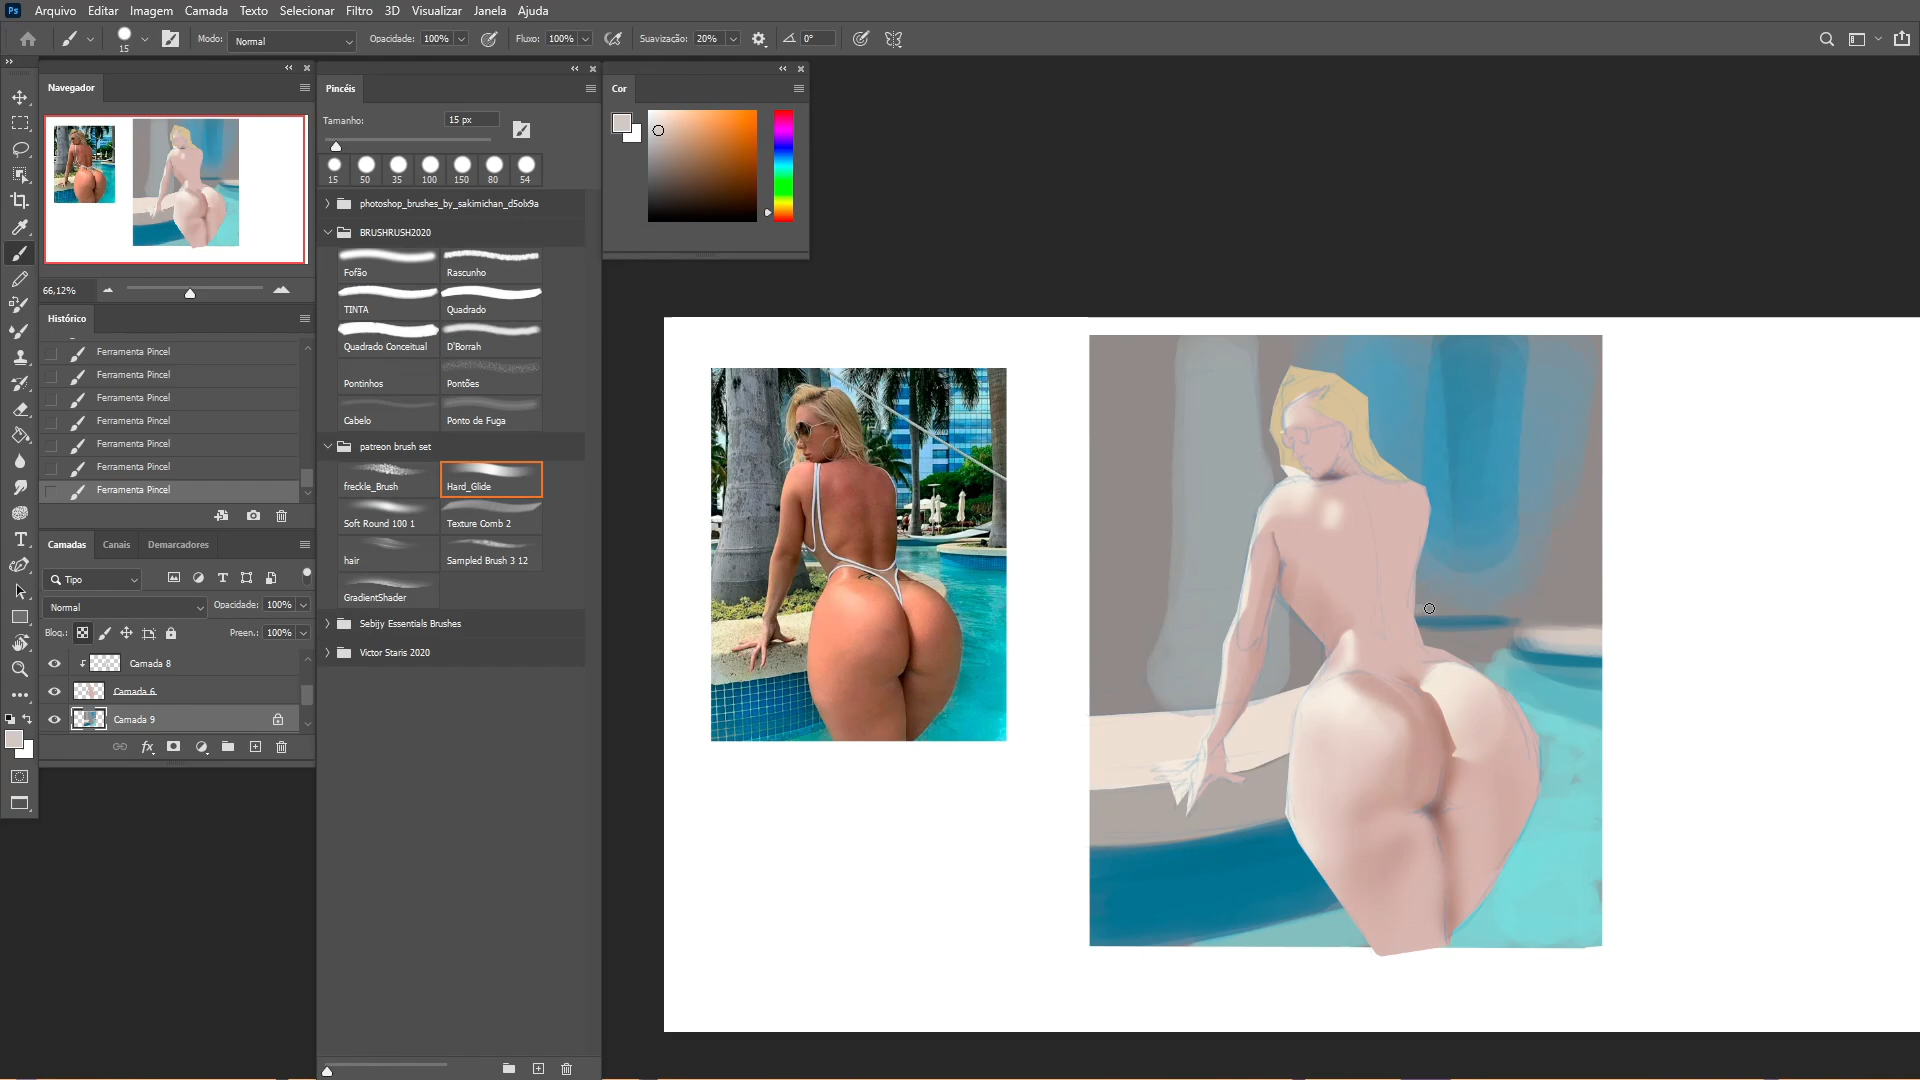 Ps Arquivo Editar Imagem Camada Texto Selecionar Filtro 3D Visualizar Janela Ajuda
15 Modo: Normal Opacidade: 100% Fluxo: 100% Suavização: 20% 0°
Navegador
66,12%
Histórico
Ferramenta Pincel
Ferramenta Pincel
Ferramenta Pincel
Ferramenta Pincel
Ferramenta Pincel
Ferramenta Pincel
Ferramenta Pincel
Camadas Canais Demarcadores
Tipo
Normal Opacidade: 100%
Bloq.: Preen.: 100%
Camada 8
Camada 6
Camada 9
fx
Pincéis
Tamanho: 15 px
15 50 35 100 150 80 54
photoshop_brushes_by_sakimichan_d5olx9a
BRUSHRUSH2020
Fofão Rascunho
TINTA Quadrado
Quadrado Conceitual D'Borrah
Pontinhos Pontões
Cabelo Ponto de Fuga
patreon brush set
freckle_Brush Hard_Glide
Soft Round 100 1 Texture Comb 2
hair Sampled Brush 3 12
GradientShader
Sebijy Essentials Brushes
Victor Staris 2020
Cor